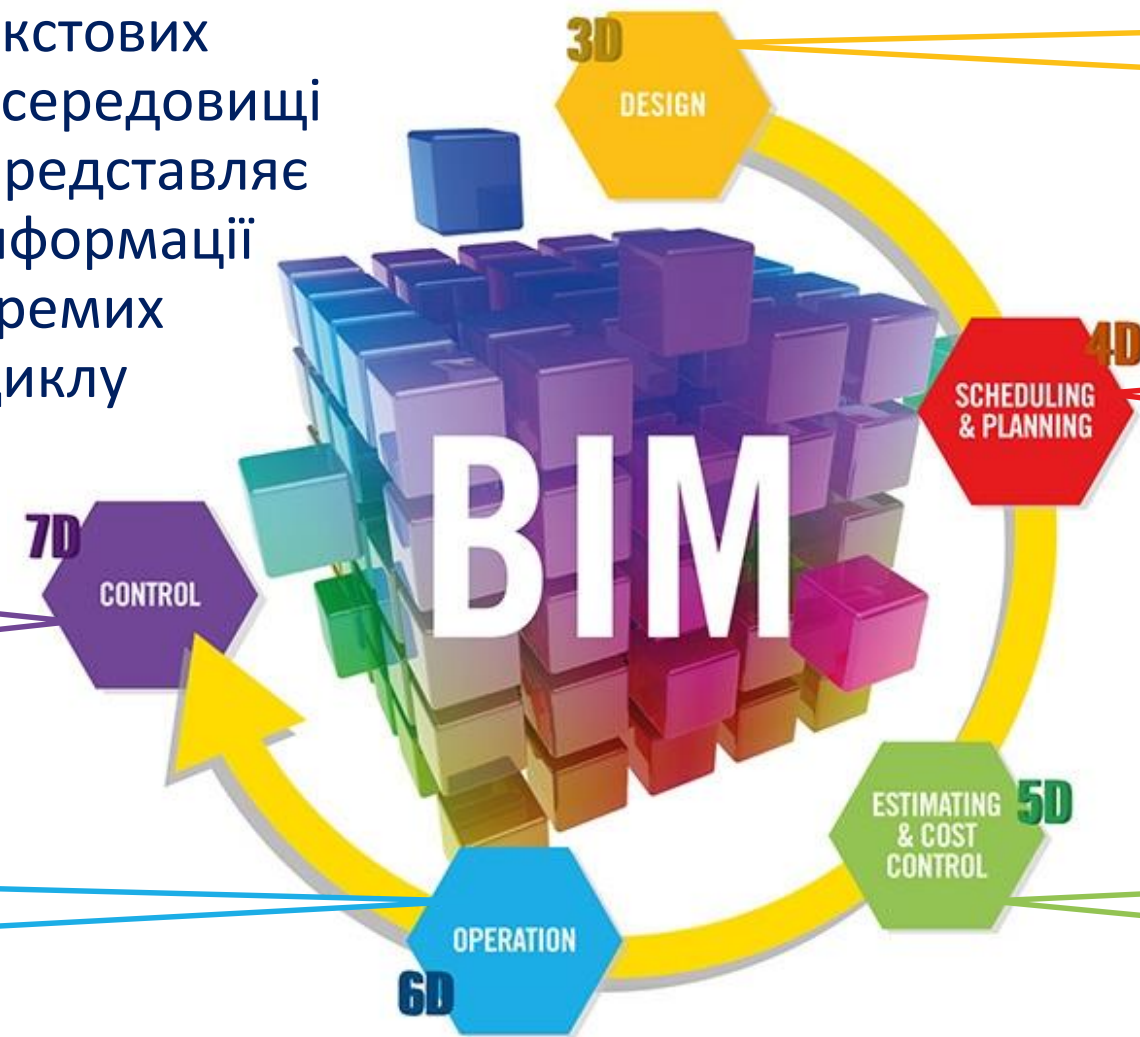 кстових
середовищі
редставляє
формації
ремих
циклу
3D
DESIGN
4D
SCHEDULING
& PLANNING
BIM
7D
CONTROL
ESTIMATING
& COST
CONTROL
5D
OPERATION
6D